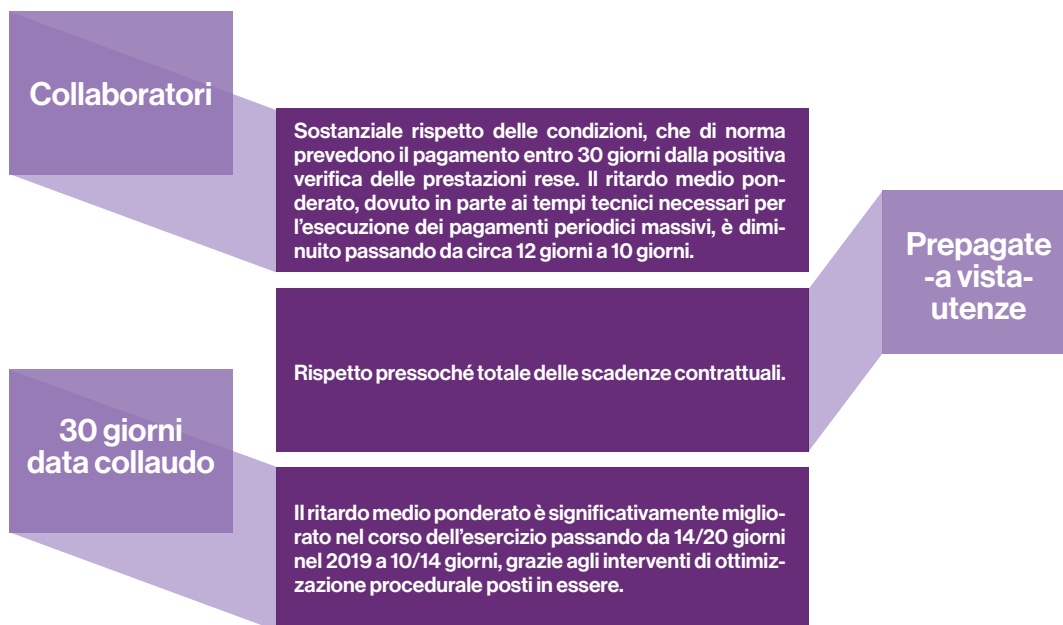 Collaboratori
Sostanziale rispetto delle condizioni, che di norma
prevedono il pagamento entro 30 giorni dalla positiva
verifica delle prestazioni rese. Il ritardo medio pon-
derato, dovuto in parte ai tempi tecnici necessari per
l'esecuzione dei pagamenti periodici massivi, è dimi-
nuito passando da circa 12 giorni a 10 giorni.
Prepagate
-a vista-
utenze
Rispetto pressoché totale delle scadenze contrattuali.
30 giorni
data collaudo
Il ritardo medio ponderato è significativamente miglio-
rato nel corso dell'esercizio passando da 14/20 giorni
nel 2019 a 10/14 giorni, grazie agli interventi di ottimiz-
zazione procedurale posti in essere.